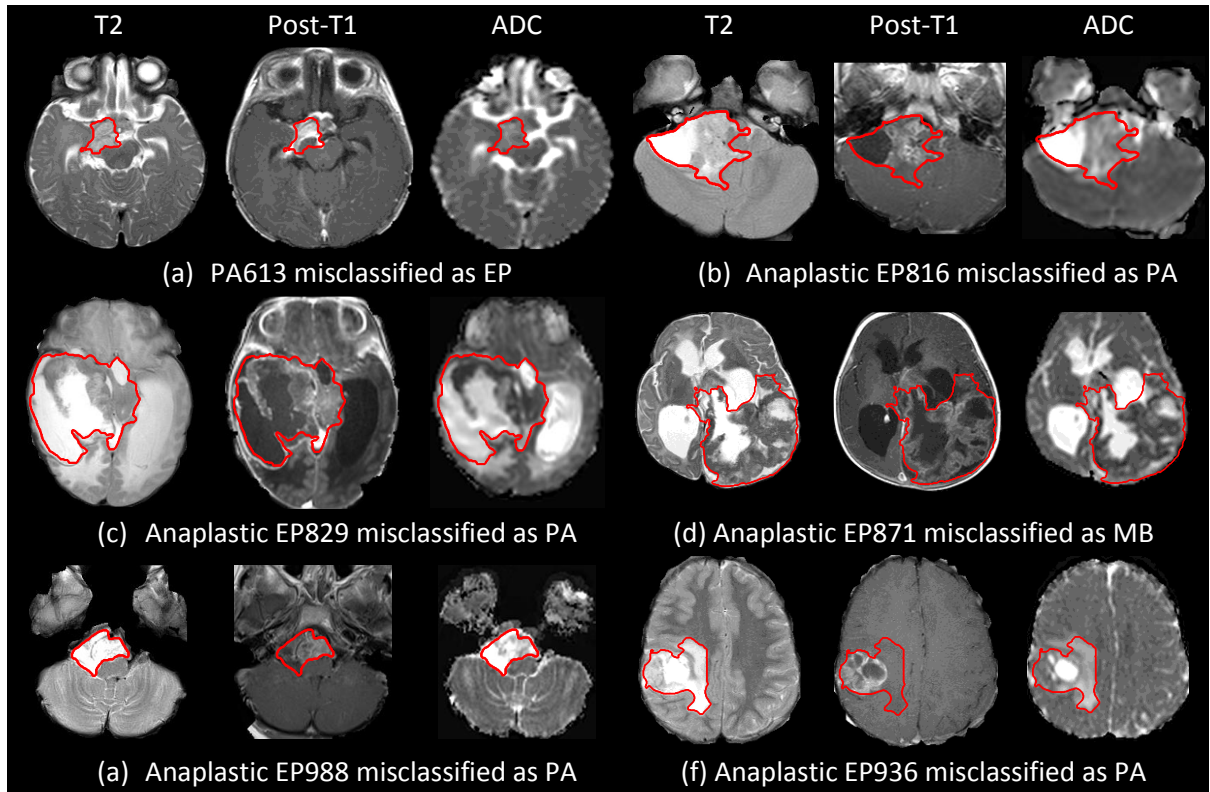 T2 Post-T1 ADC T2 Post-T1 ADC
(a) PA613 misclassified as EP
(b) Anaplastic EP816 misclassified as PA
(c) Anaplastic EP829 misclassified as PA
(d) Anaplastic EP871 misclassified as MB
(a) Anaplastic EP988 misclassified as PA
(f) Anaplastic EP936 misclassified as PA